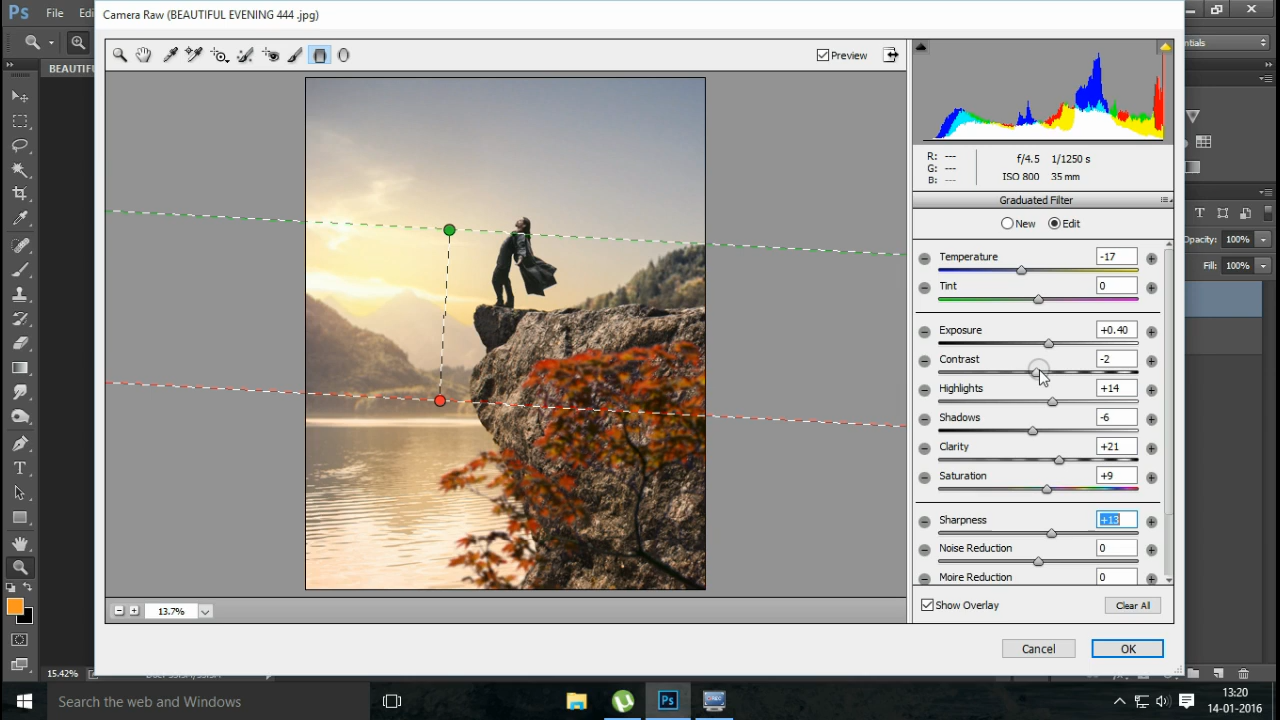 Camera Raw (BEAUTIFUL EVENING 444 .jpg)
Ps File Edi
BEAUTIFU
Preview
ntials
R: ---
G: ---
B: ---
f/4.5 1/1250 s
ISO 800 35 mm
Graduated Filter
New Edit
Temperature -17
Tint 0
Exposure +0.40
Contrast -2
Highlights +14
Shadows -6
Clarity +21
Saturation +9
Sharpness +13
Noise Reduction 0
Moire Reduction 0
Show Overlay Clear All
Cancel OK
Opacity: 100%
Fill: 100%
13.7%
15.42%
Search the web and Windows
Ps
13:20
14-01-2016